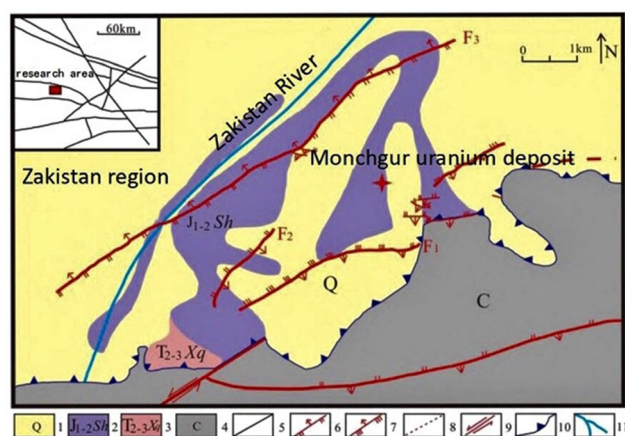 60km
research area
F3
0 1km N
Zakistan River
Zakistan region
Monchgur uranium deposit
J1-2 Sh
F2
F1
Q
C
T2-3 Xq
Q 1 J1-2Sh 2 T2-3Xq 3 C 4 5 6 7 8 9 10 11